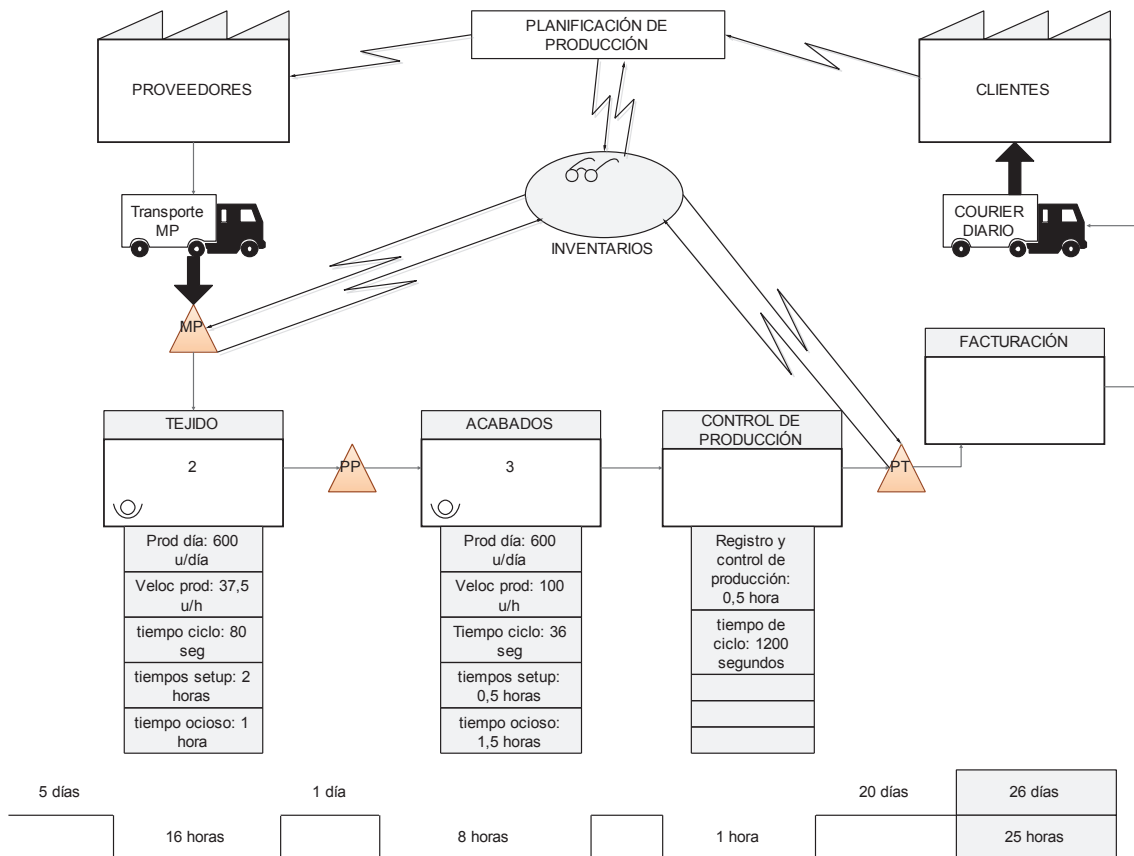 PLANIFICACIÓN DE
PRODUCCIÓN
PROVEEDORES
CLIENTES
Transporte
MP
COURIER
DIARIO
INVENTARIOS
MP
FACTURACIÓN
TEJIDO
2
PP
ACABADOS
3
CONTROL DE
PRODUCCIÓN
PT
Prod día: 600
u/día
Veloc prod: 37,5
u/h
tiempo ciclo: 80
seg
tiempos setup: 2
horas
tiempo ocioso: 1
hora
Prod día: 600
u/día
Veloc prod: 100
u/h
Tiempo ciclo: 36
seg
tiempos setup:
0,5 horas
tiempo ocioso:
1,5 horas
Registro y
control de
producción:
0,5 hora
tiempo de
ciclo: 1200
segundos
5 días
1 día
20 días
26 días
16 horas
8 horas
1 hora
25 horas